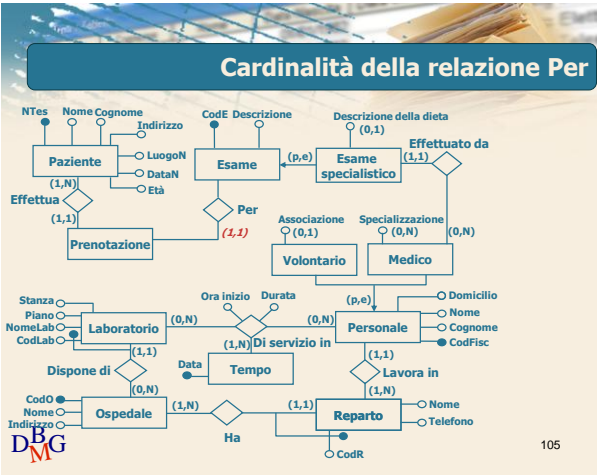 Cardinalità della relazione Per
NTes Nome Cognome
Indirizzo
Paziente
LuogoN
DataN
Età
(1,N)
Effettua
(1,1)
Prenotazione
CodE Descrizione
Esame
Per
(1,1)
(p,e)
Descrizione della dieta
(0,1)
Esame
specialistico
(1,1)
Effettuato da
(0,N)
Associazione
(0,1)
Volontario
Specializzazione
(0,N)
Medico
(p,e)
Stanza
Piano
NomeLab
CodLab
Laboratorio
(0,N)
Ora inizio Durata
(0,N)
(1,N)
Di servizio in
Data
Tempo
Personale
Domicilio
Nome
Cognome
CodFisc
(1,1)
Dispone di
(0,N)
(1,1)
Lavora in
(1,N)
CodO
Nome
Indirizzo
Ospedale
(1,N)
Ha
(1,1)
Reparto
Nome
Telefono
CodR
DBMG
105